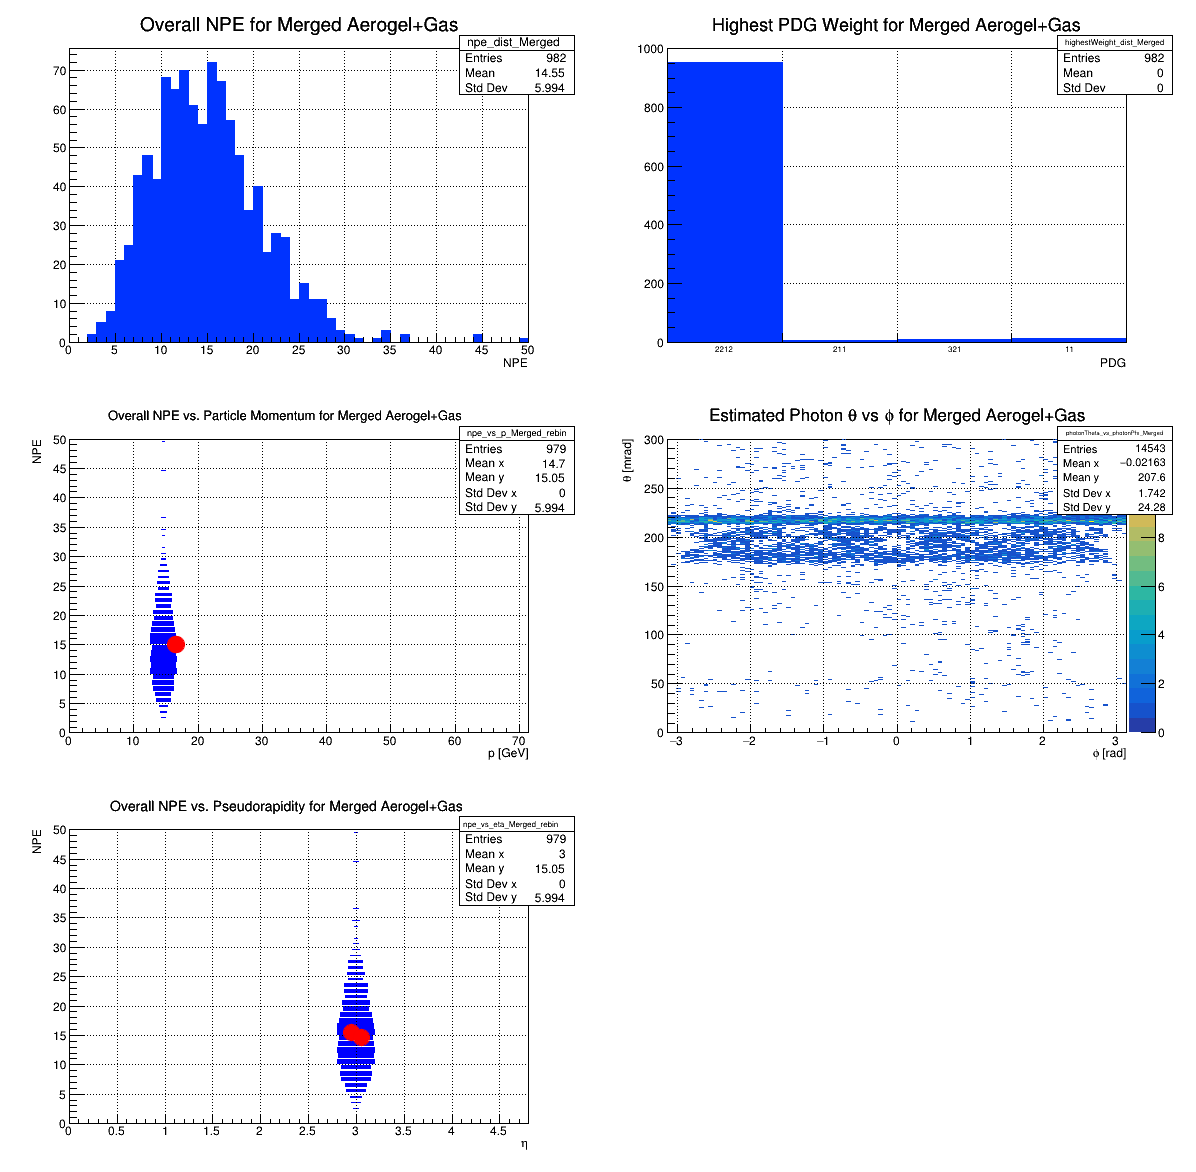 Overall NPE for Merged Aerogel+Gas
npe_dist_Merged
Entries 982
Mean 14.55
Std Dev 5.994
70
60
50
40
30
20
10
0
0 5 10 15 20 25 30 35 40 45 50
NPE
Highest PDG Weight for Merged Aerogel+Gas
highestWeight_dist_Merged
Entries 982
Mean 0
Std Dev 0
1000
800
600
400
200
0
2212 211 321 11
PDG
Overall NPE vs. Particle Momentum for Merged Aerogel+Gas
npe_vs_p_Merged_rebin
Entries 979
Mean x 14.7
Mean y 15.05
Std Dev x 0
Std Dev y 5.994
NPE
50
45
40
35
30
25
20
15
10
5
0
0 10 20 30 40 50 60 70
p [GeV]
Estimated Photon θ vs ϕ for Merged Aerogel+Gas
photonTheta_vs_photonPhi_Merged
Entries 14543
Mean x −0.02163
Mean y 207.6
Std Dev x 1.742
Std Dev y 24.28
θ [mrad]
300
250
200
150
100
50
0
−3 −2 −1 0 1 2 3
ϕ [rad]
8
6
4
2
0
Overall NPE vs. Pseudorapidity for Merged Aerogel+Gas
npe_vs_eta_Merged_rebin
Entries 979
Mean x 3
Mean y 15.05
Std Dev x 0
Std Dev y 5.994
NPE
50
45
40
35
30
25
20
15
10
5
0
0 0.5 1 1.5 2 2.5 3 3.5 4 4.5
η